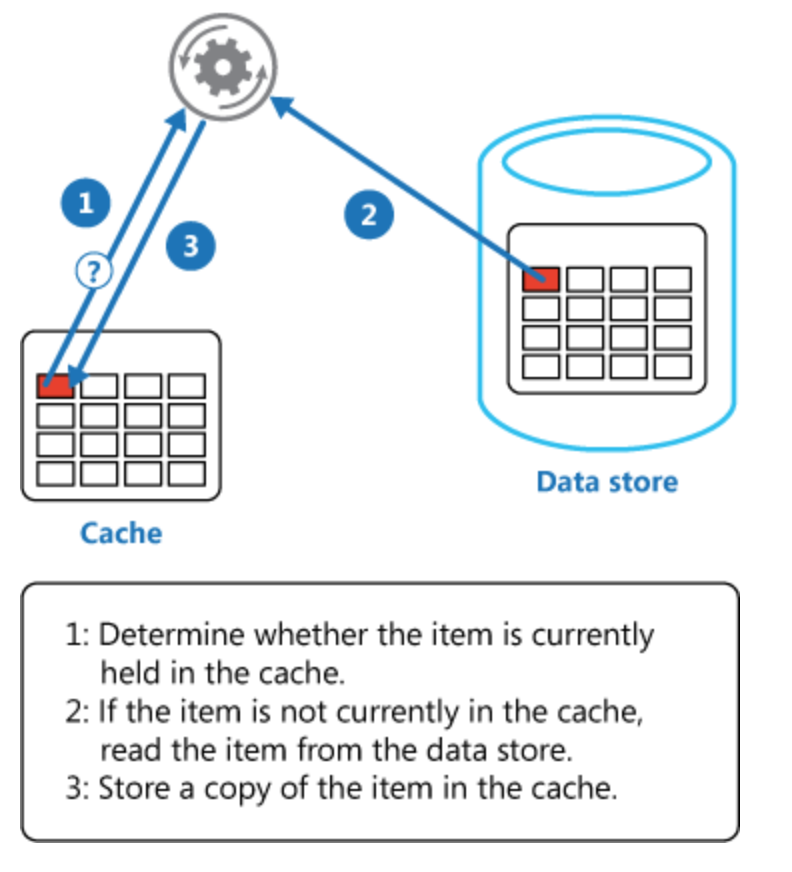 1
?
3
2
Data store
Cache
1: Determine whether the item is currently
held in the cache.
2: If the item is not currently in the cache,
read the item from the data store.
3: Store a copy of the item in the cache.